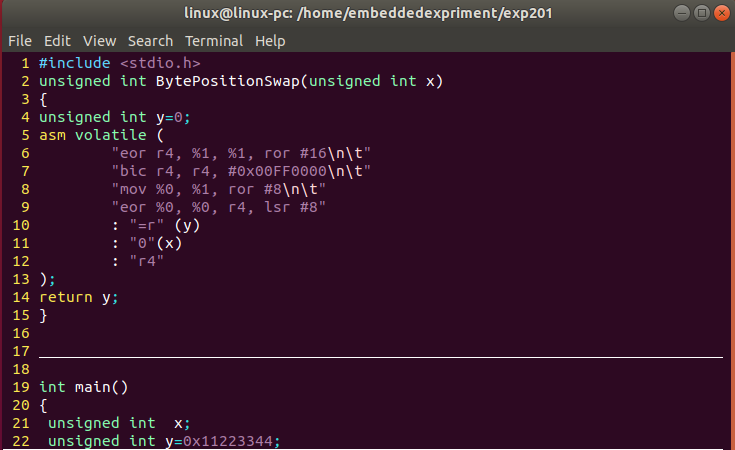 linux@linux-pc: /home/embeddedexpriment/exp201
File Edit View Search Terminal Help
1 #include <stdio.h>
2 unsigned int BytePositionSwap(unsigned int x)
3 {
4 unsigned int y=0;
5 asm volatile (
6         "eor r4, %1, %1, ror #16\n\t"
7         "bic r4, r4, #0x00FF0000\n\t"
8         "mov %0, %1, ror #8\n\t"
9         "eor %0, %0, r4, lsr #8"
10         : "=r" (y)
11         : "0"(x)
12         : "r4"
13 );
14 return y;
15 }
16
17
18
19 int main()
20 {
21  unsigned int  x;
22  unsigned int y=0x11223344;